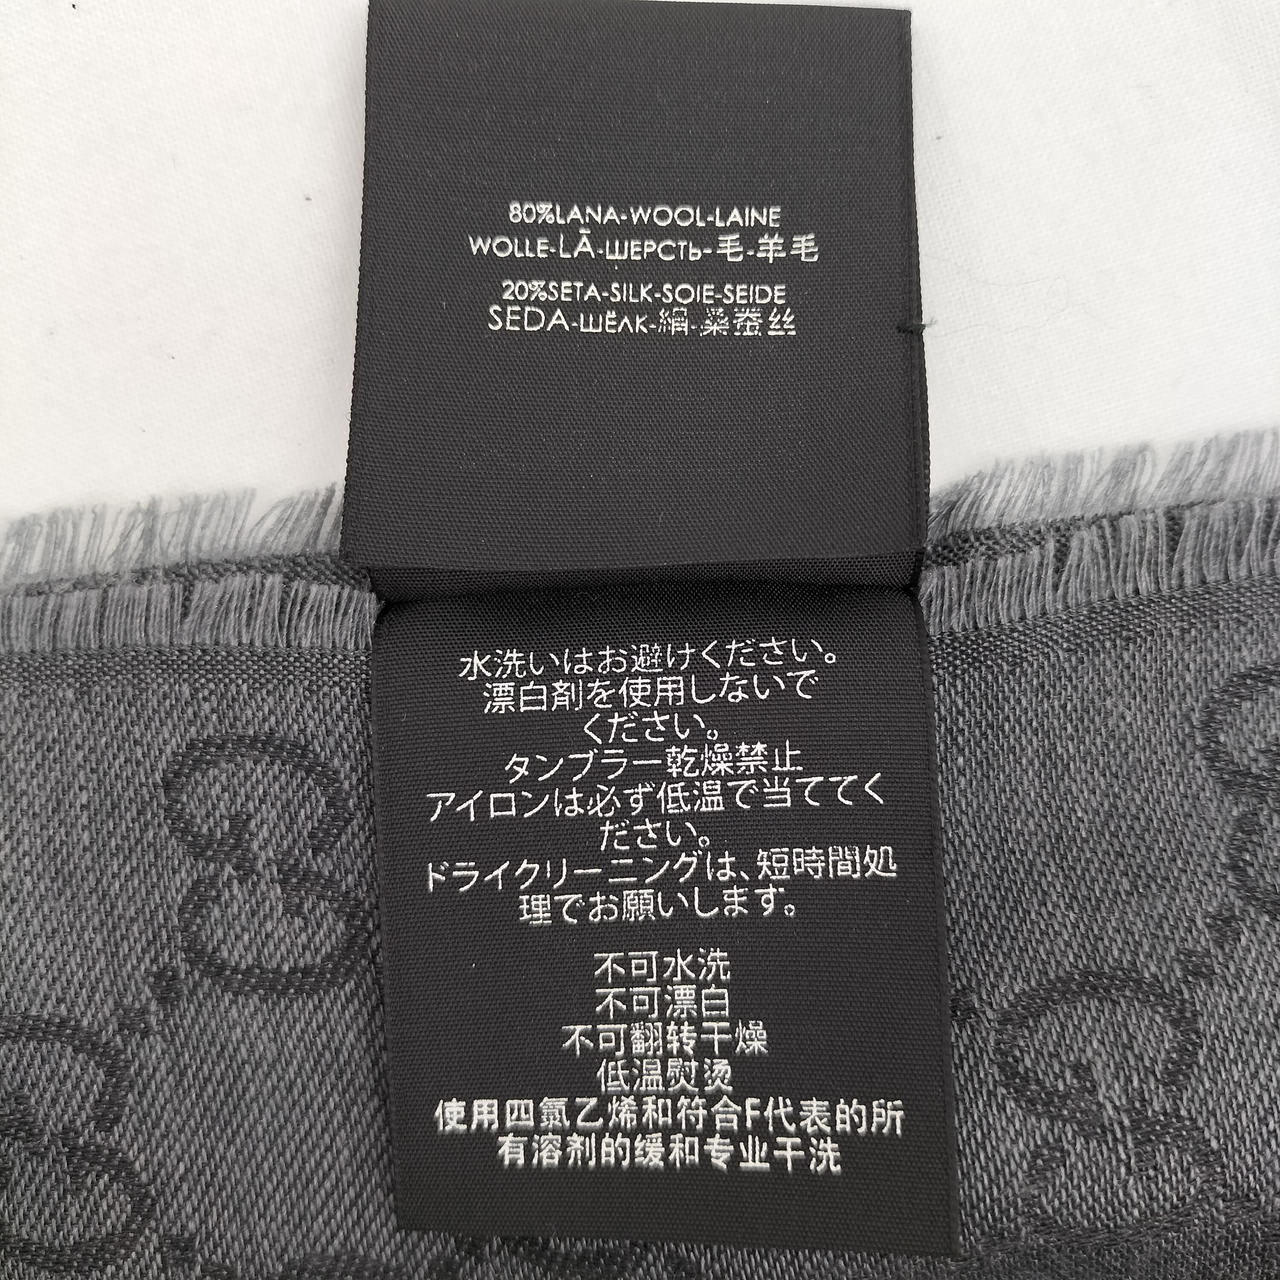 80%LANA-WOOL-LAINE
WOLLE-LÃ-ШЕРСТЬ-毛-羊毛
20%SETA-SILK-SOIE-SEIDE
SEDA-ШЁЛК-絹-桑蚕丝
水洗いはお避けください。
漂白剤を使用しないで
ください。
タンブラー乾燥禁止
アイロンは必ず低温で当ててく
ださい。
ドライクリーニングは、短時間処
理でお願いします。
不可水洗
不可漂白
不可翻转干燥
低温熨烫
使用四氯乙烯和符合F代表的所
有溶剂的缓和专业干洗